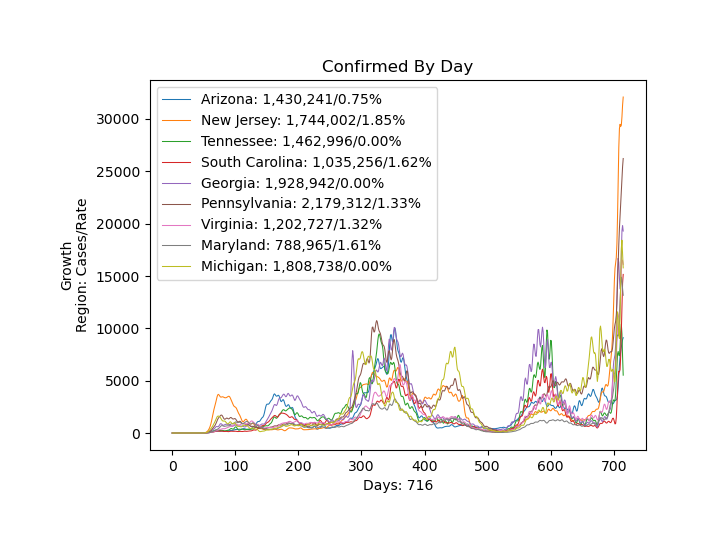 Confirmed By Day
Arizona: 1,430,241/0.75%
New Jersey: 1,744,002/1.85%
Tennessee: 1,462,996/0.00%
South Carolina: 1,035,256/1.62%
Georgia: 1,928,942/0.00%
Pennsylvania: 2,179,312/1.33%
Virginia: 1,202,727/1.32%
Maryland: 788,965/1.61%
Michigan: 1,808,738/0.00%
30000
25000
20000
15000
10000
5000
0
Growth
Region: Cases/Rate
0 100 200 300 400 500 600 700
Days: 716